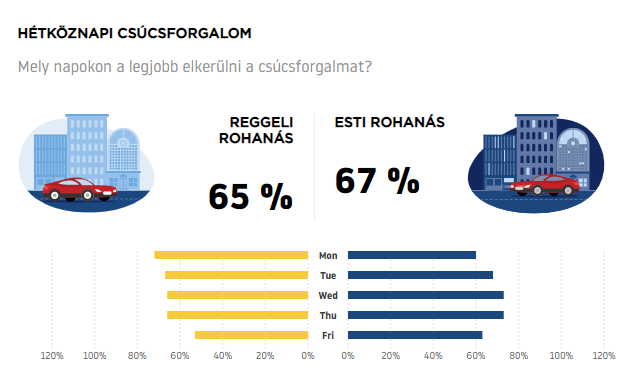 HÉTKÖZNAPI CSÚCSFORGALOM
Mely napokon a legjobb elkerülni a csúcsforgalmat?
REGGELI
ROHANÁS
65 %
ESTI ROHANÁS
67 %
Mon
Tue
Wed
Thu
Fri
120% 100% 80% 60% 40% 20% 0% 0% 20% 40% 60% 80% 100% 120%